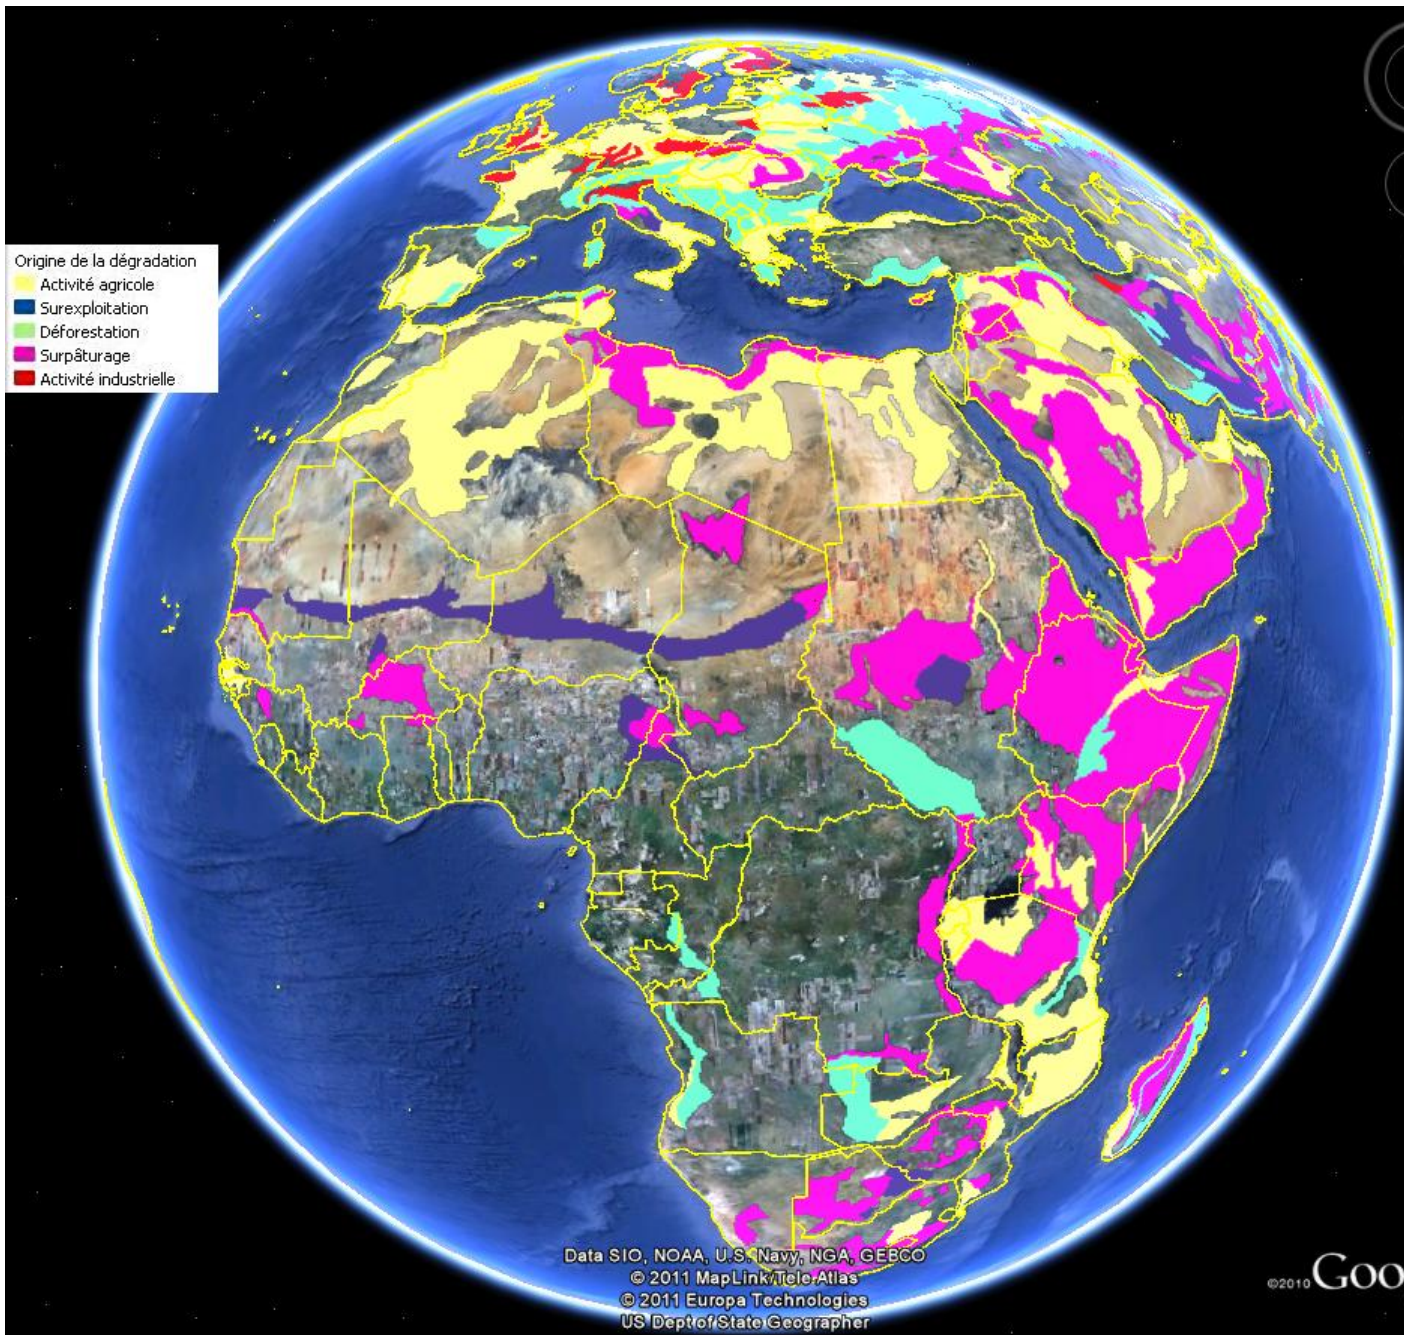 Origine de la dégradation
Activité agricole
Surexploitation
Déforestation
Surpâturage
Activité industrielle
Data SIO, NOAA, U.S. Navy, NGA, GEBCO
© 2011 MapLink/Tele Atlas
© 2011 Europa Technologies
US Dept of State Geographer
©2010 Goo